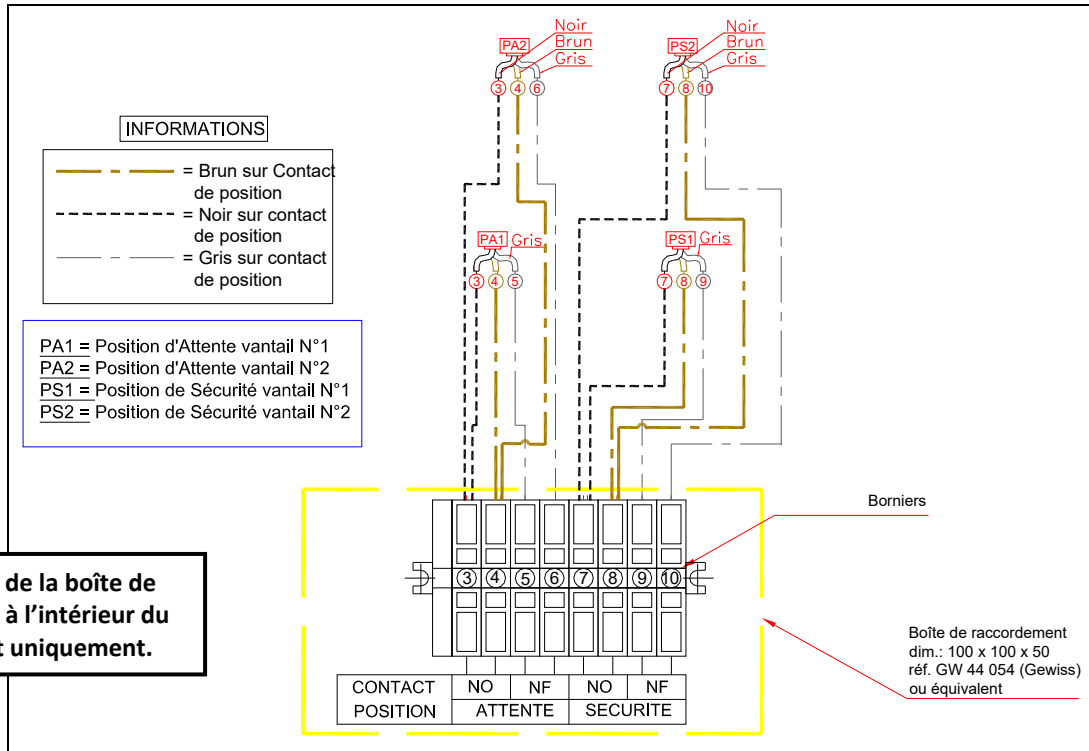 Noir
Brun
Gris
PA2
3 4 6
Noir
Brun
Gris
PS2
7 8 10
INFORMATIONS
= Brun sur Contact
de position
= Noir sur contact
de position
= Gris sur contact
de position
PA1 Gris
3 4 5
PS1 Gris
7 8 9
PA1 = Position d'Attente vantail N°1
PA2 = Position d'Attente vantail N°2
PS1 = Position de Sécurité vantail N°1
PS2 = Position de Sécurité vantail N°2
Borniers
de la boîte de
à l'intérieur du
t uniquement.
3 4 5 6 7 8 9 10
Boîte de raccordement
dim.: 100 x 100 x 50
réf. GW 44 054 (Gewiss)
ou équivalent
CONTACT NO NF NO NF
POSITION ATTENTE SECURITE